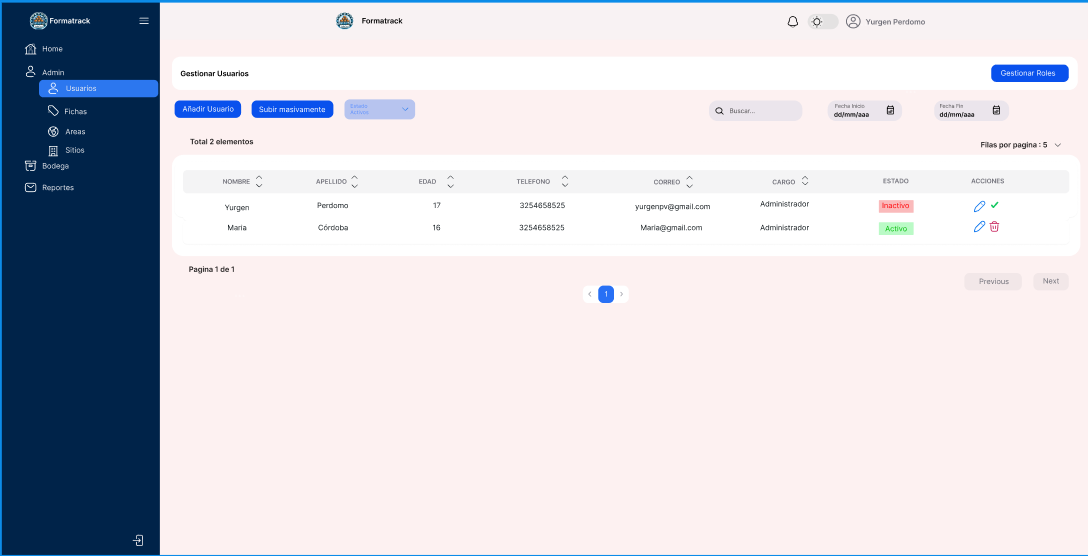 Formatrack
Formatrack
Yurgen Perdomo
Home
Admin
Usuarios
Fichas
Areas
Sitios
Bodega
Reportes
Gestionar Usuarios
Gestionar Roles
Añadir Usuario
Subir masivamente
Estado
Activo
Buscar...
Fecha Inicio
dd/mm/aaa
Fecha Fin
dd/mm/aaa
Total 2 elementos
Filas por pagina : 5
NOMBRE APELLIDO EDAD TELEFONO CORREO CARGO ESTADO ACCIONES
Yurgen Perdomo 17 3254658525 yurgenpv@gmail.com Administrador Inactivo
Maria Córdoba 16 3254658525 Maria@gmail.com Administrador Activo
Pagina 1 de 1
< 1 >
Previous Next